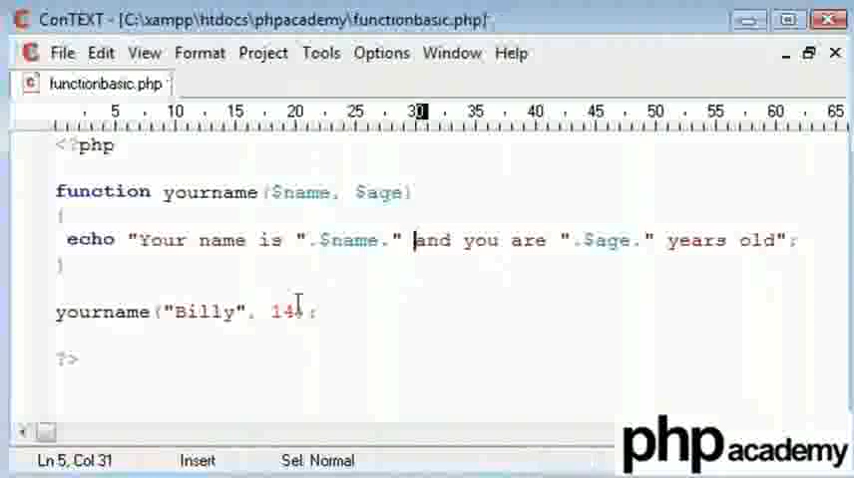 ConTEXT - [C:\xampp\htdocs\phpacademy\functionbasic.php]
File Edit View Format Project Tools Options Window Help
functionbasic.php
5 10 15 20 25 30 35 40 45 50 55 60 65
<?php
function yourname($name, $age)
{
echo "Your name is ".$name." and you are ".$age." years old";
}
yourname("Billy", 14);
?>
Ln 5, Col 31 Insert Sel Normal
php academy